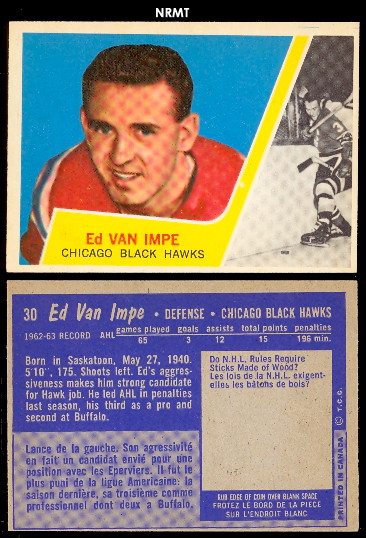 NRMT
Ed VAN IMPE
CHICAGO BLACK HAWKS
30 Ed Van Impe • DEFENSE • CHICAGO BLACK HAWKS
games played goals assists total points penalties
1962-63 RECORD AHL 65 3 12 15 196 min.
Born in Saskatoon, May 27, 1940.
5'10", 175. Shoots left. Ed's aggres-
siveness makes him strong candidate
for Hawk job. He led AHL in penalties
last season, his third as a pro and
second at Buffalo.
Lance de la gauche. Son agressivité
en fait un candidat envié pour une
position avec les Eperviers. Il fut le
plus puni de la ligue Americaine: la
saison dernière, sa troisième comme
professionnel dont deux a Buffalo.
Do N.H.L. Rules Require
Sticks Made of Wood?
Les lois de la N.H.L. exigent-
elles les bâtons de bois?
RUB EDGE OF COIN OVER BLANK SPACE
FROTEZ LE BORD DE LA PIECE
SUR L'ENDROIT BLANC
PRINTED IN CANADA © T.C.G.